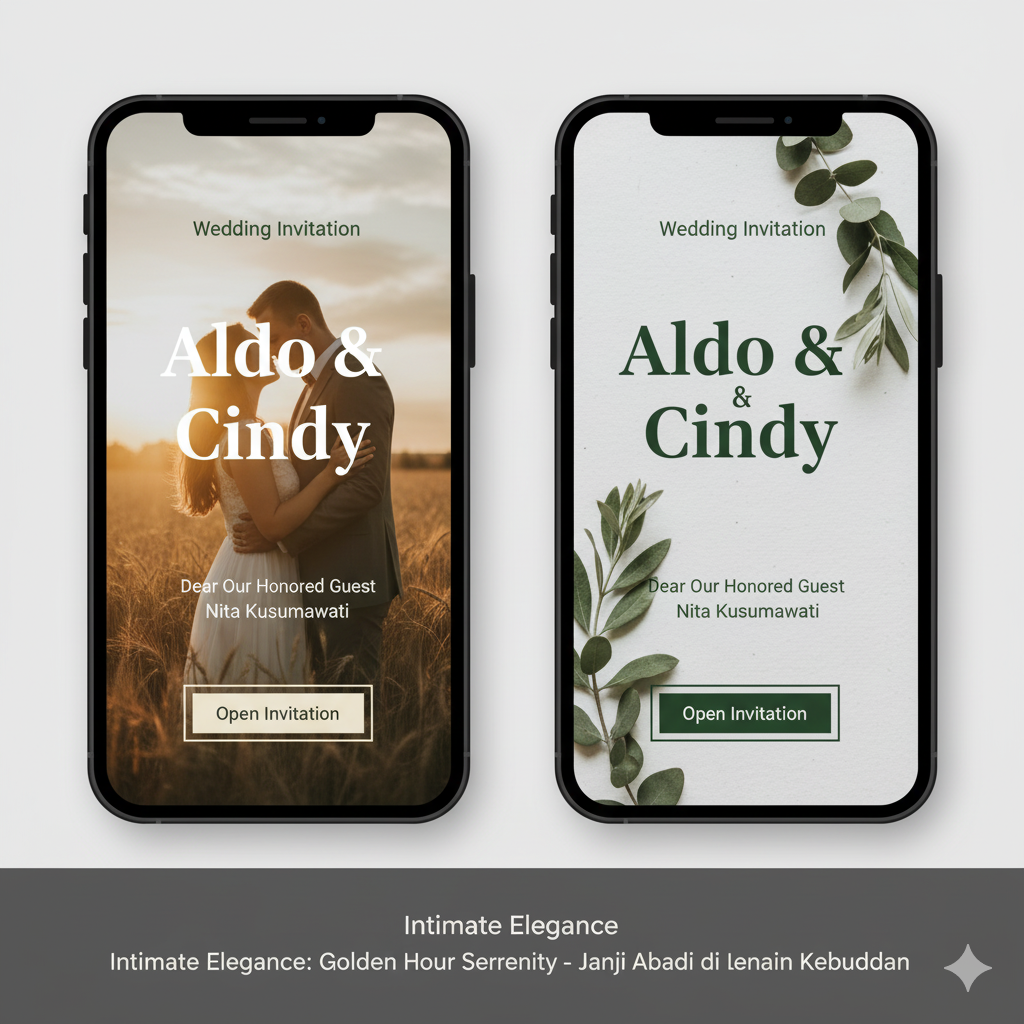 Wedding Invitation
Aldo &
Cindy
Dear Our Honored Guest
Nita Kusumawati
Open Invitation
Wedding Invitation
Aldo &
&
Cindy
Dear Our Honored Guest
Nita Kusumawati
Open Invitation
Intimate Elegance
Intimate Elegance: Golden Hour Serrenity - Janji Abadi di lenain Kebuddan